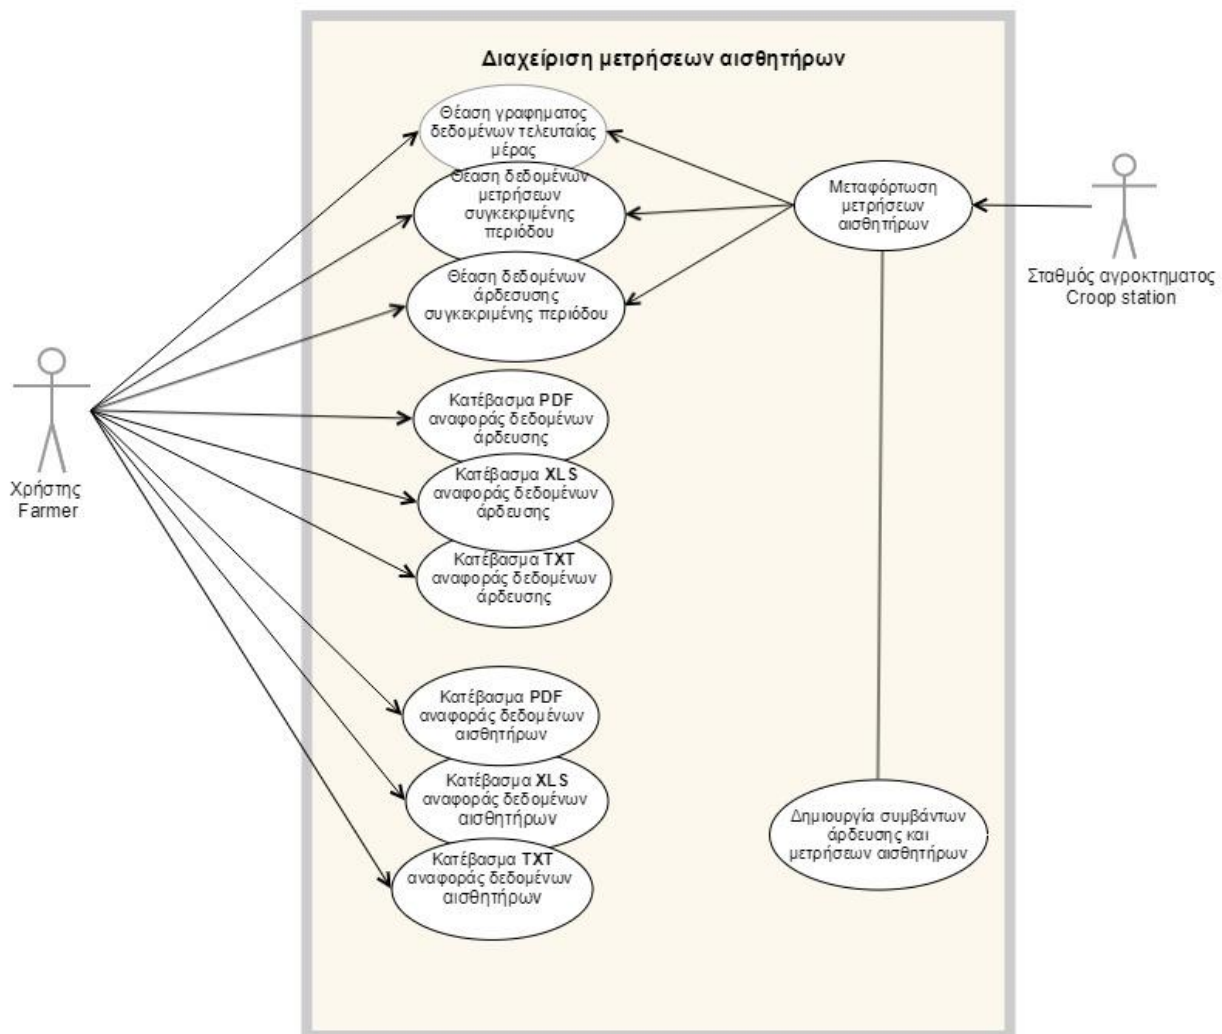 Διαχείριση μετρήσεων αισθητήρων
Θέαση γραφηματος
δεδομένων τελευταίας
μέρας
Θέαση δεδομένων
μετρήσεων
συγκεκριμένης
περιόδου
Θέαση δεδομένων
άρδεσυσης
συγκεκριμένης περιόδου
Μεταφόρτωση
μετρήσεων
αισθητήρων
Σταθμός αγροκτηματος
Croop station
Χρήστης
Farmer
Κατέβασμα PDF
αναφοράς δεδομένων
άρδευσης
Κατέβασμα XLS
αναφοράς δεδομένων
άρδευσης
Κατέβασμα TXT
αναφοράς δεδομένων
άρδευσης
Κατέβασμα PDF
αναφοράς δεδομένων
αισθητήρων
Κατέβασμα XLS
αναφοράς δεδομένων
αισθητήρων
Κατέβασμα TXT
αναφοράς δεδομένων
αισθητήρων
Δημιουργία συμβάντων
άρδευσης και
μετρήσεων αισθητήρων